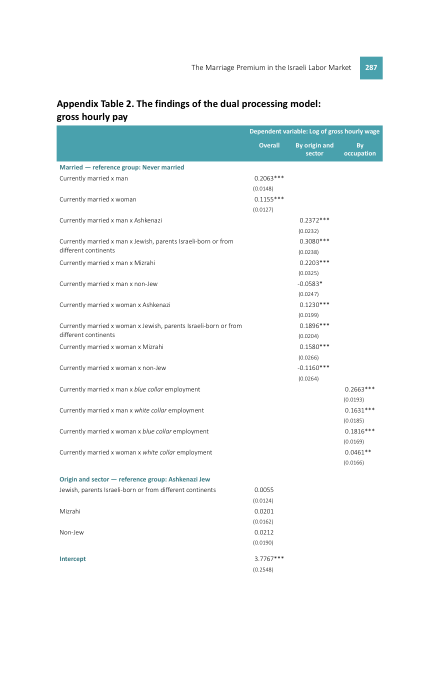 The Marriage Premium in the Israeli Labor Market 287
Appendix Table 2. The findings of the dual processing model:
gross hourly pay
Dependent variable: Log of gross hourly wage
Overall By origin and sector By occupation
Married — reference group: Never married
Currently married x man 0.2063***
(0.0148)
Currently married x woman 0.1155***
(0.0127)
Currently married x man x Ashkenazi 0.2372***
(0.0232)
Currently married x man x Jewish, parents Israeli-born or from 0.3080***
different continents (0.0238)
Currently married x man x Mizrahi 0.2203***
(0.0325)
Currently married x man x non-Jew -0.0583*
(0.0247)
Currently married x woman x Ashkenazi 0.1230***
(0.0199)
Currently married x woman x Jewish, parents Israeli-born or from 0.1896***
different continents (0.0204)
Currently married x woman x Mizrahi 0.1580***
(0.0266)
Currently married x woman x non-Jew -0.1160***
(0.0264)
Currently married x man x blue collar employment 0.2663***
(0.0193)
Currently married x man x white collar employment 0.1631***
(0.0185)
Currently married x woman x blue collar employment 0.1816***
(0.0169)
Currently married x woman x white collar employment 0.0461**
(0.0166)
Origin and sector — reference group: Ashkenazi Jew
Jewish, parents Israeli-born or from different continents 0.0055
(0.0124)
Mizrahi 0.0201
(0.0162)
Non-Jew 0.0212
(0.0190)
Intercept 3.7767***
(0.2548)